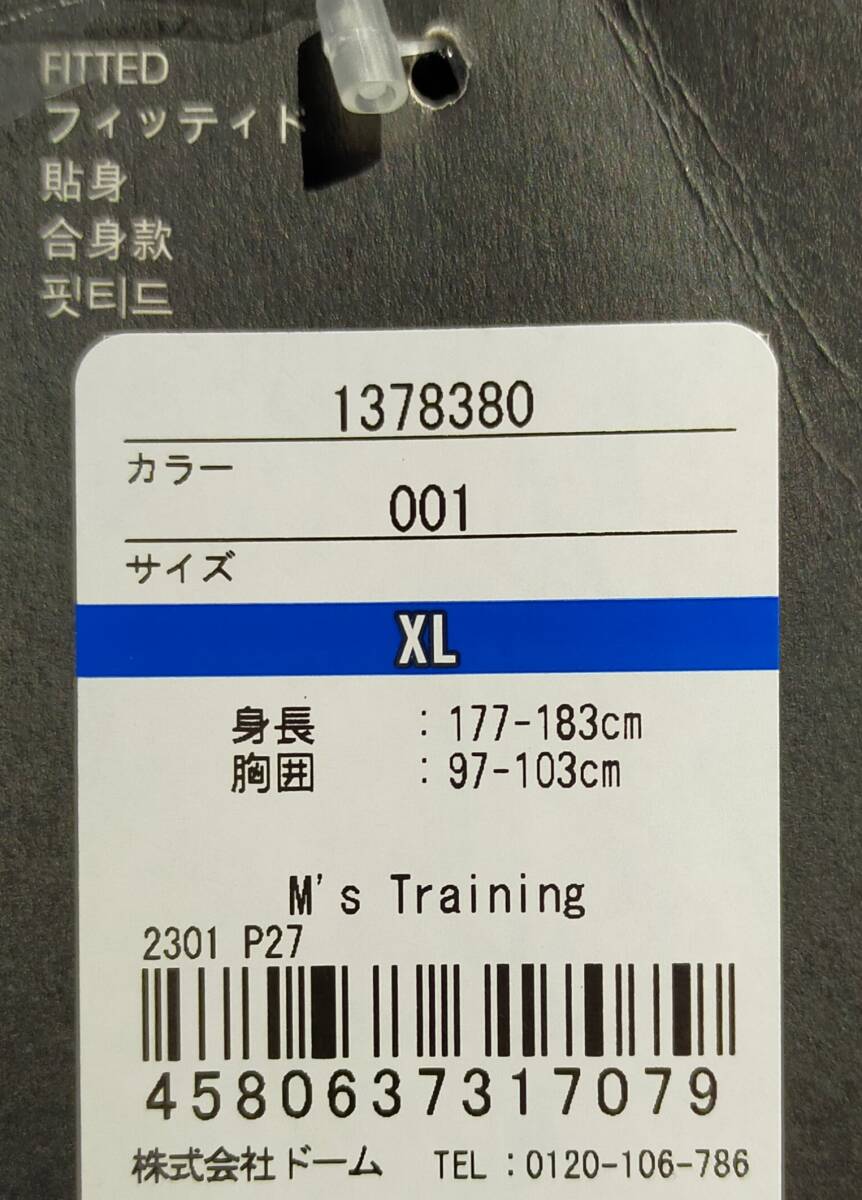 FITTED
フィッティド
貼身
合身款
핏티드
1378380
カラー
001
サイズ
XL
身長 : 177-183cm
胸囲 : 97-103cm
M's Training
2301 P27
4580637317079
株式会社ドーム TEL:0120-106-786